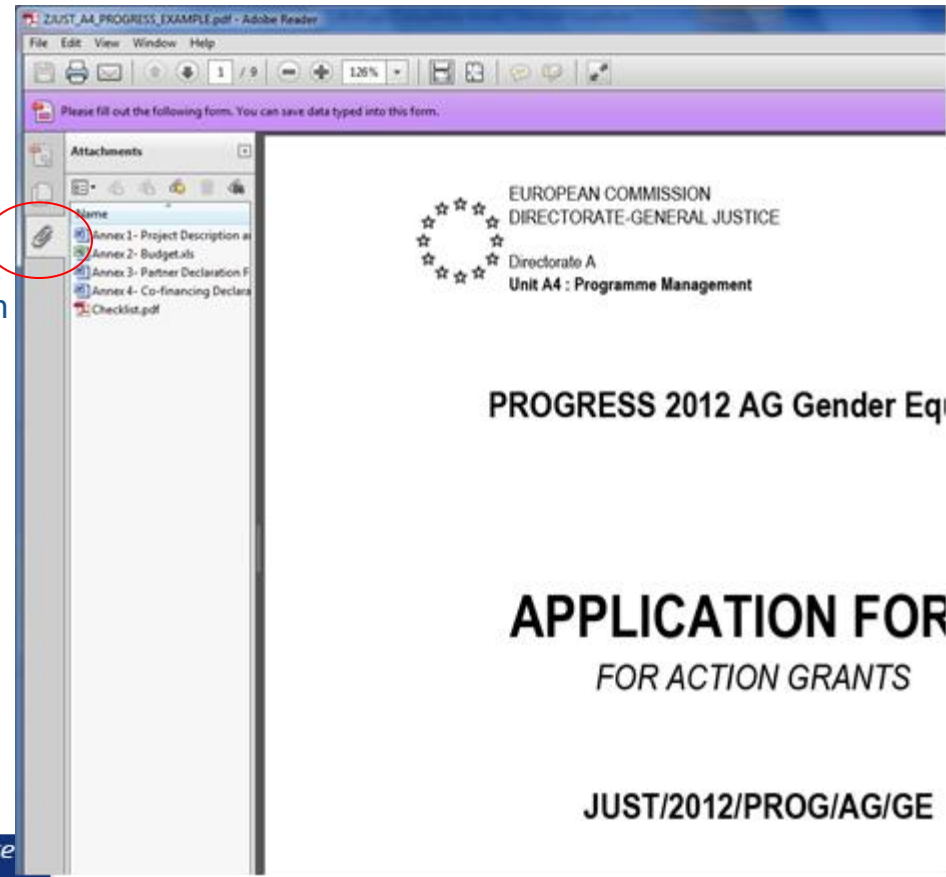 ZJUST_A4_PROGRESS_EXAMPLE.pdf - Adobe Reader
File Edit View Window Help
1 / 9 126%
Please fill out the following form. You can save data typed into this form.
Attachments
Name
Annex 1- Project Description a
Annex 2- Budget.xls
Annex 3- Partner Declaration F
Annex 4- Co-financing Declara
Checklist.pdf
n
EUROPEAN COMMISSION
DIRECTORATE-GENERAL JUSTICE
Directorate A
Unit A4 : Programme Management
PROGRESS 2012 AG Gender Equ
APPLICATION FOR
FOR ACTION GRANTS
JUST/2012/PROG/AG/GE
e